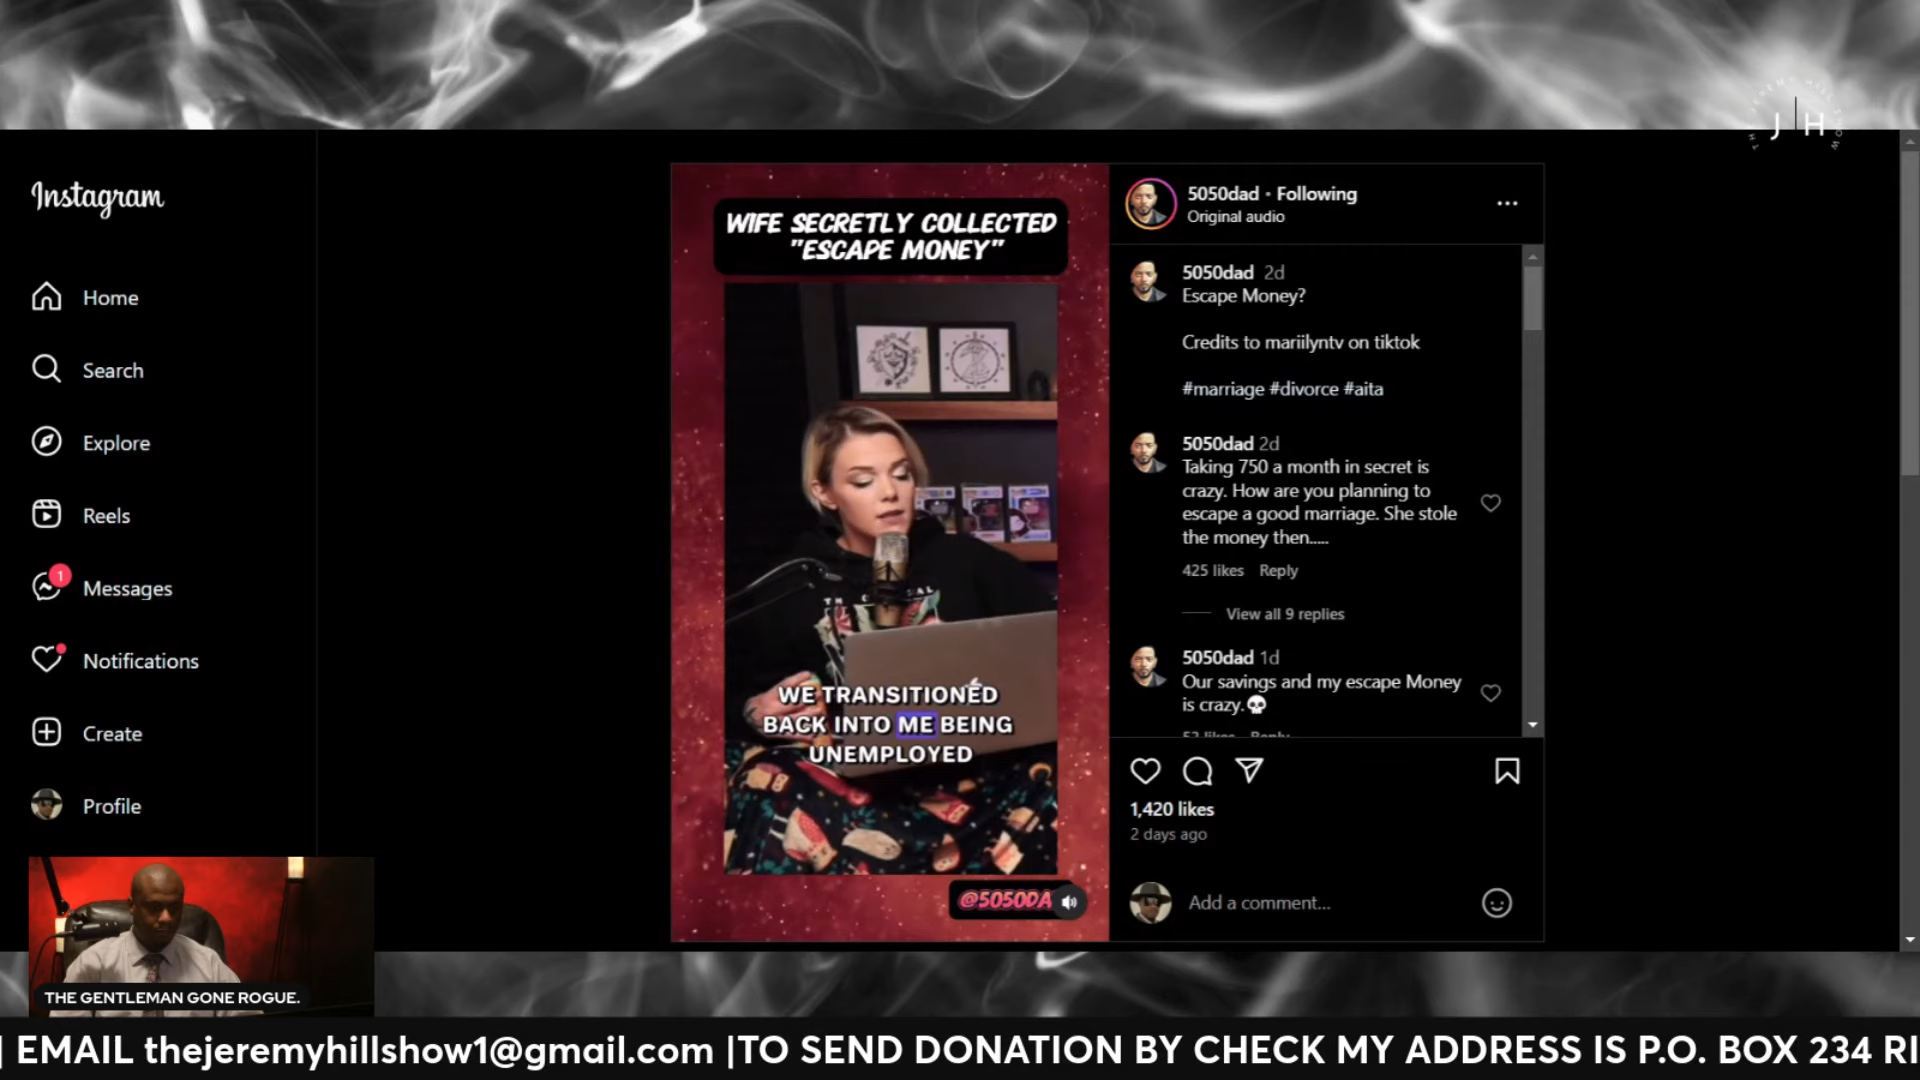 J H
Instagram
Home
Search
Explore
Reels
1
Messages
Notifications
Create
Profile
WIFE SECRETLY COLLECTED
"ESCAPE MONEY"
WE TRANSITIONED
BACK INTO ME BEING
UNEMPLOYED
@5050DA
5050dad • Following
Original audio
5050dad 2d
Escape Money?
Credits to mariilyntv on tiktok
#marriage #divorce #aita
5050dad 2d
Taking 750 a month in secret is
crazy. How are you planning to
escape a good marriage. She stole
the money then.....
425 likes Reply
View all 9 replies
5050dad 1d
Our savings and my escape Money
is crazy.💀
52 likes Reply
1,420 likes
2 days ago
Add a comment...
THE GENTLEMAN GONE ROGUE.
| EMAIL thejeremyhillshow1@gmail.com |TO SEND DONATION BY CHECK MY ADDRESS IS P.O. BOX 234 RI